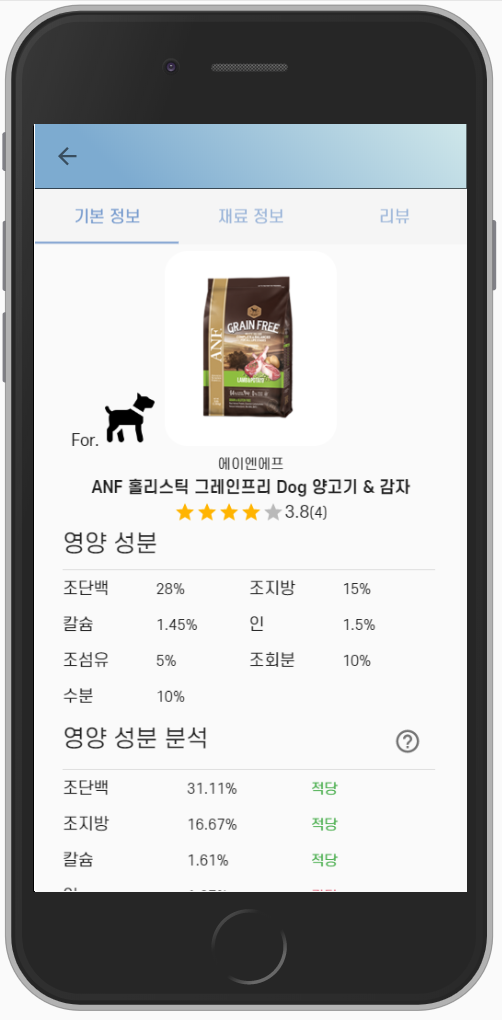 기본 정보 재료 정보 리뷰
ANF
GRAIN FREE
For.
에이엔에프
ANF 홀리스틱 그레인프리 Dog 양고기 & 감자
3.8(4)
영양 성분
조단백 28% 조지방 15%
칼슘 1.45% 인 1.5%
조섬유 5% 조회분 10%
수분 10%
영양 성분 분석
조단백 31.11% 적당
조지방 16.67% 적당
칼슘 1.61% 적당